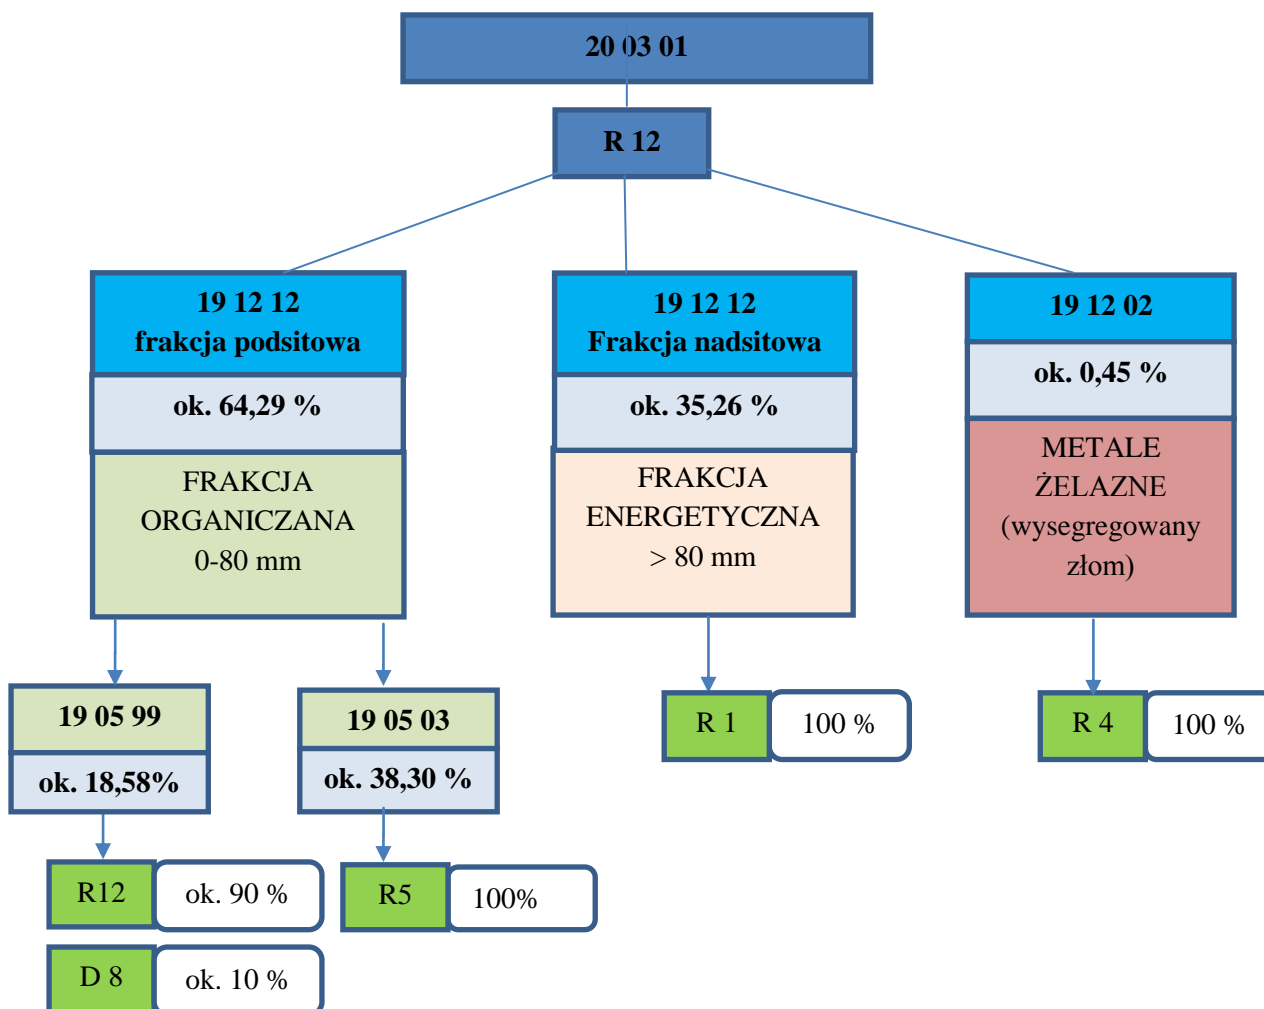 20 03 01
R 12
19 12 12
frakcja podsitowa
ok. 64,29 %
FRAKCJA
ORGANICZANA
0-80 mm
19 12 12
Frakcja nadsitowa
ok. 35,26 %
FRAKCJA
ENERGETYCZNA
> 80 mm
19 12 02
ok. 0,45 %
METALE
ŻELAZNE
(wysegregowany
złom)
19 05 99
ok. 18,58%
19 05 03
ok. 38,30 %
R 1
100 %
R 4
100 %
R12
ok. 90 %
R5
100%
D 8
ok. 10 %